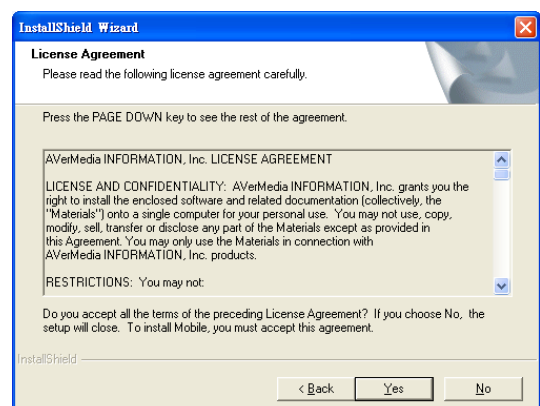 InstallShield Wizard
License Agreement
Please read the following license agreement carefully.
Press the PAGE DOWN key to see the rest of the agreement.
AVerMedia INFORMATION, Inc. LICENSE AGREEMENT
LICENSE AND CONFIDENTIALITY:  AVerMedia INFORMATION, Inc. grants you the
right to install the enclosed software and related documentation (collectively, the
"Materials") onto a single computer for your personal use.  You may not use, copy,
modify, sell, transfer or disclose any part of the Materials except as provided in
this Agreement. You may only use the Materials in connection with
AVerMedia INFORMATION, Inc. products.
RESTRICTIONS:  You may not:
Do you accept all the terms of the preceding License Agreement?  If you choose No,  the
setup will close.  To install Mobile, you must accept this agreement.
InstallShield
< Back
Yes
No